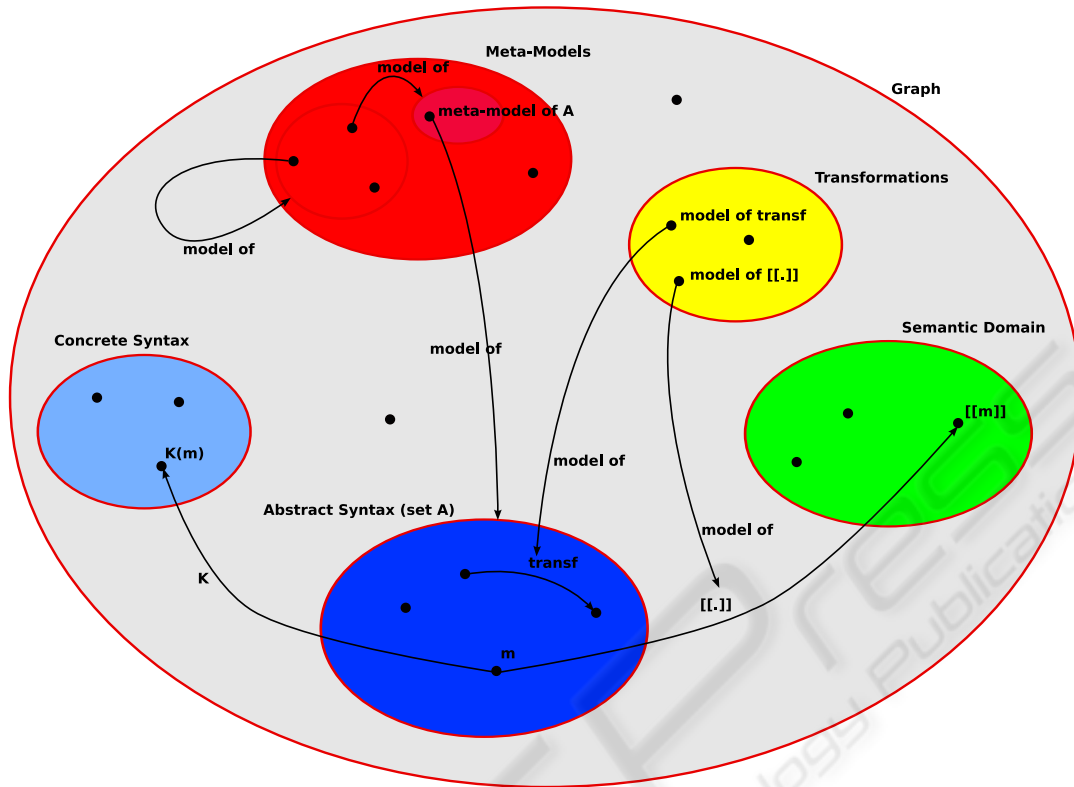 Meta-Models
model of
Graph
meta-model of A
Transformations
model of transf
model of
model of [[.]]
Semantic Domain
Concrete Syntax
model of
[[m]]
K(m)
model of
Abstract Syntax (set A)
model of
transf
K
[[.]]
m